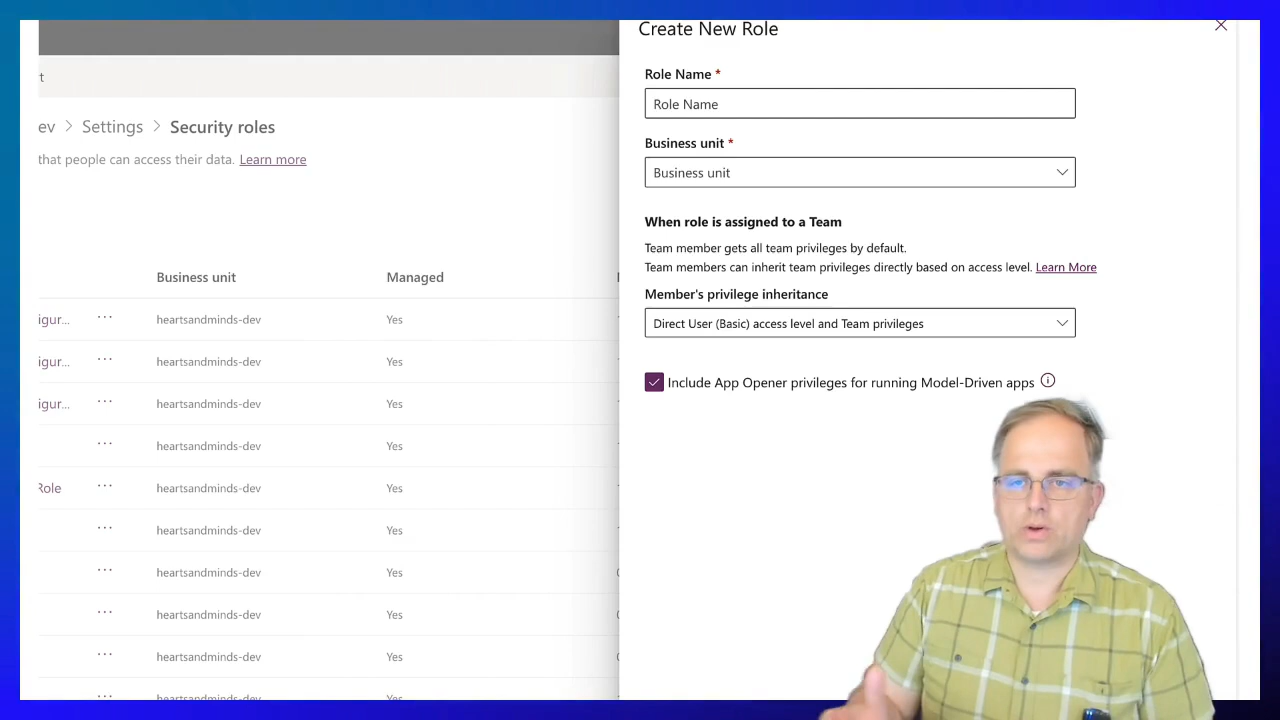 t
ev > Settings > Security roles
that people can access their data. Learn more
Business unit Managed
igur... ... heartsandminds-dev Yes
igur... ... heartsandminds-dev Yes
igur... ... heartsandminds-dev Yes
... heartsandminds-dev Yes
Role ... heartsandminds-dev Yes
... heartsandminds-dev Yes
... heartsandminds-dev Yes
... heartsandminds-dev Yes
... heartsandminds-dev Yes
... heartsandminds-dev Yes
Create New Role
Role Name *
Role Name
Business unit *
Business unit
When role is assigned to a Team
Team member gets all team privileges by default.
Team members can inherit team privileges directly based on access level. Learn More
Member's privilege inheritance
Direct User (Basic) access level and Team privileges
Include App Opener privileges for running Model-Driven apps